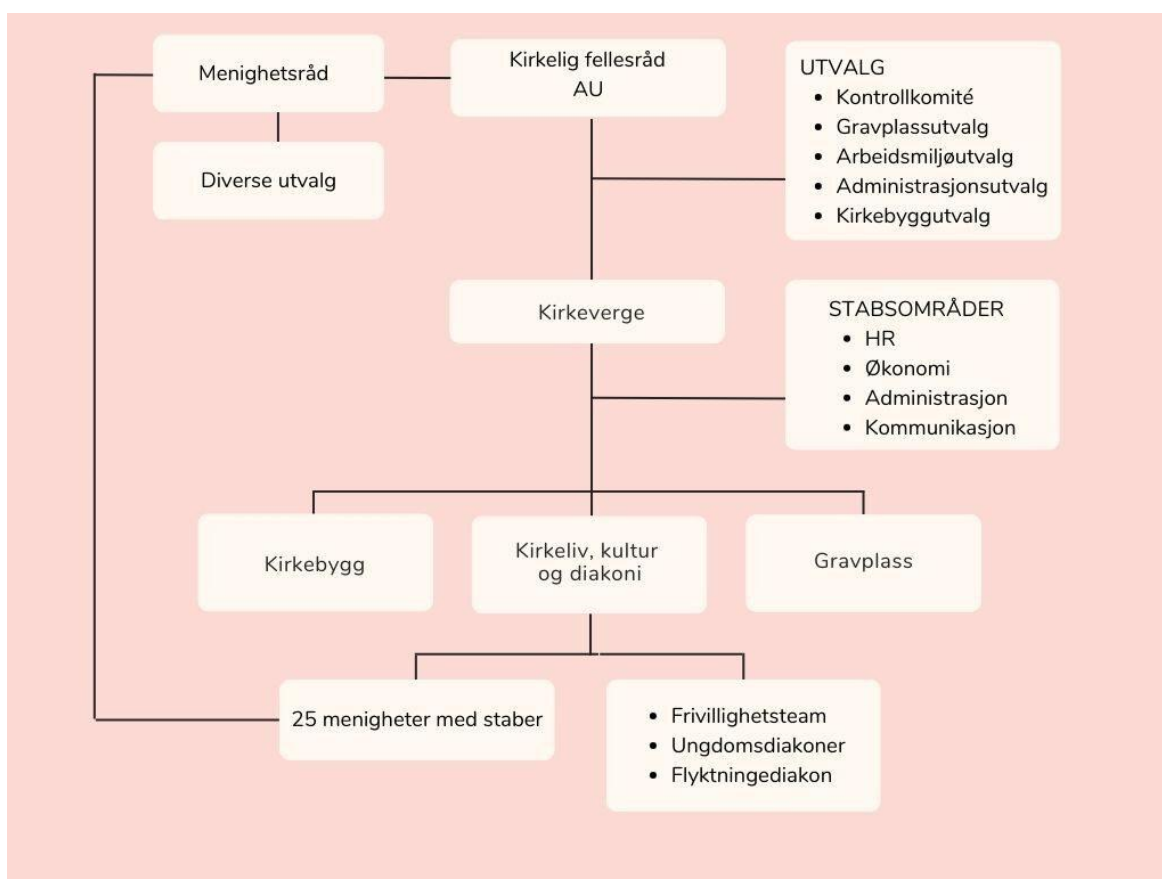 Menighetsråd
Kirkelig fellesråd
AU
UTVALG
• Kontrollkomité
• Gravplassutvalg
• Arbeidsmiljøutvalg
• Administrasjonsutvalg
• Kirkebyggutvalg
Diverse utvalg
Kirkeverge
STABSOMRÅDER
• HR
• Økonomi
• Administrasjon
• Kommunikasjon
Kirkebygg
Kirkeliv, kultur
og diakoni
Gravplass
25 menigheter med staber
• Frivillighetsteam
• Ungdomsdiakoner
• Flyktningediakon